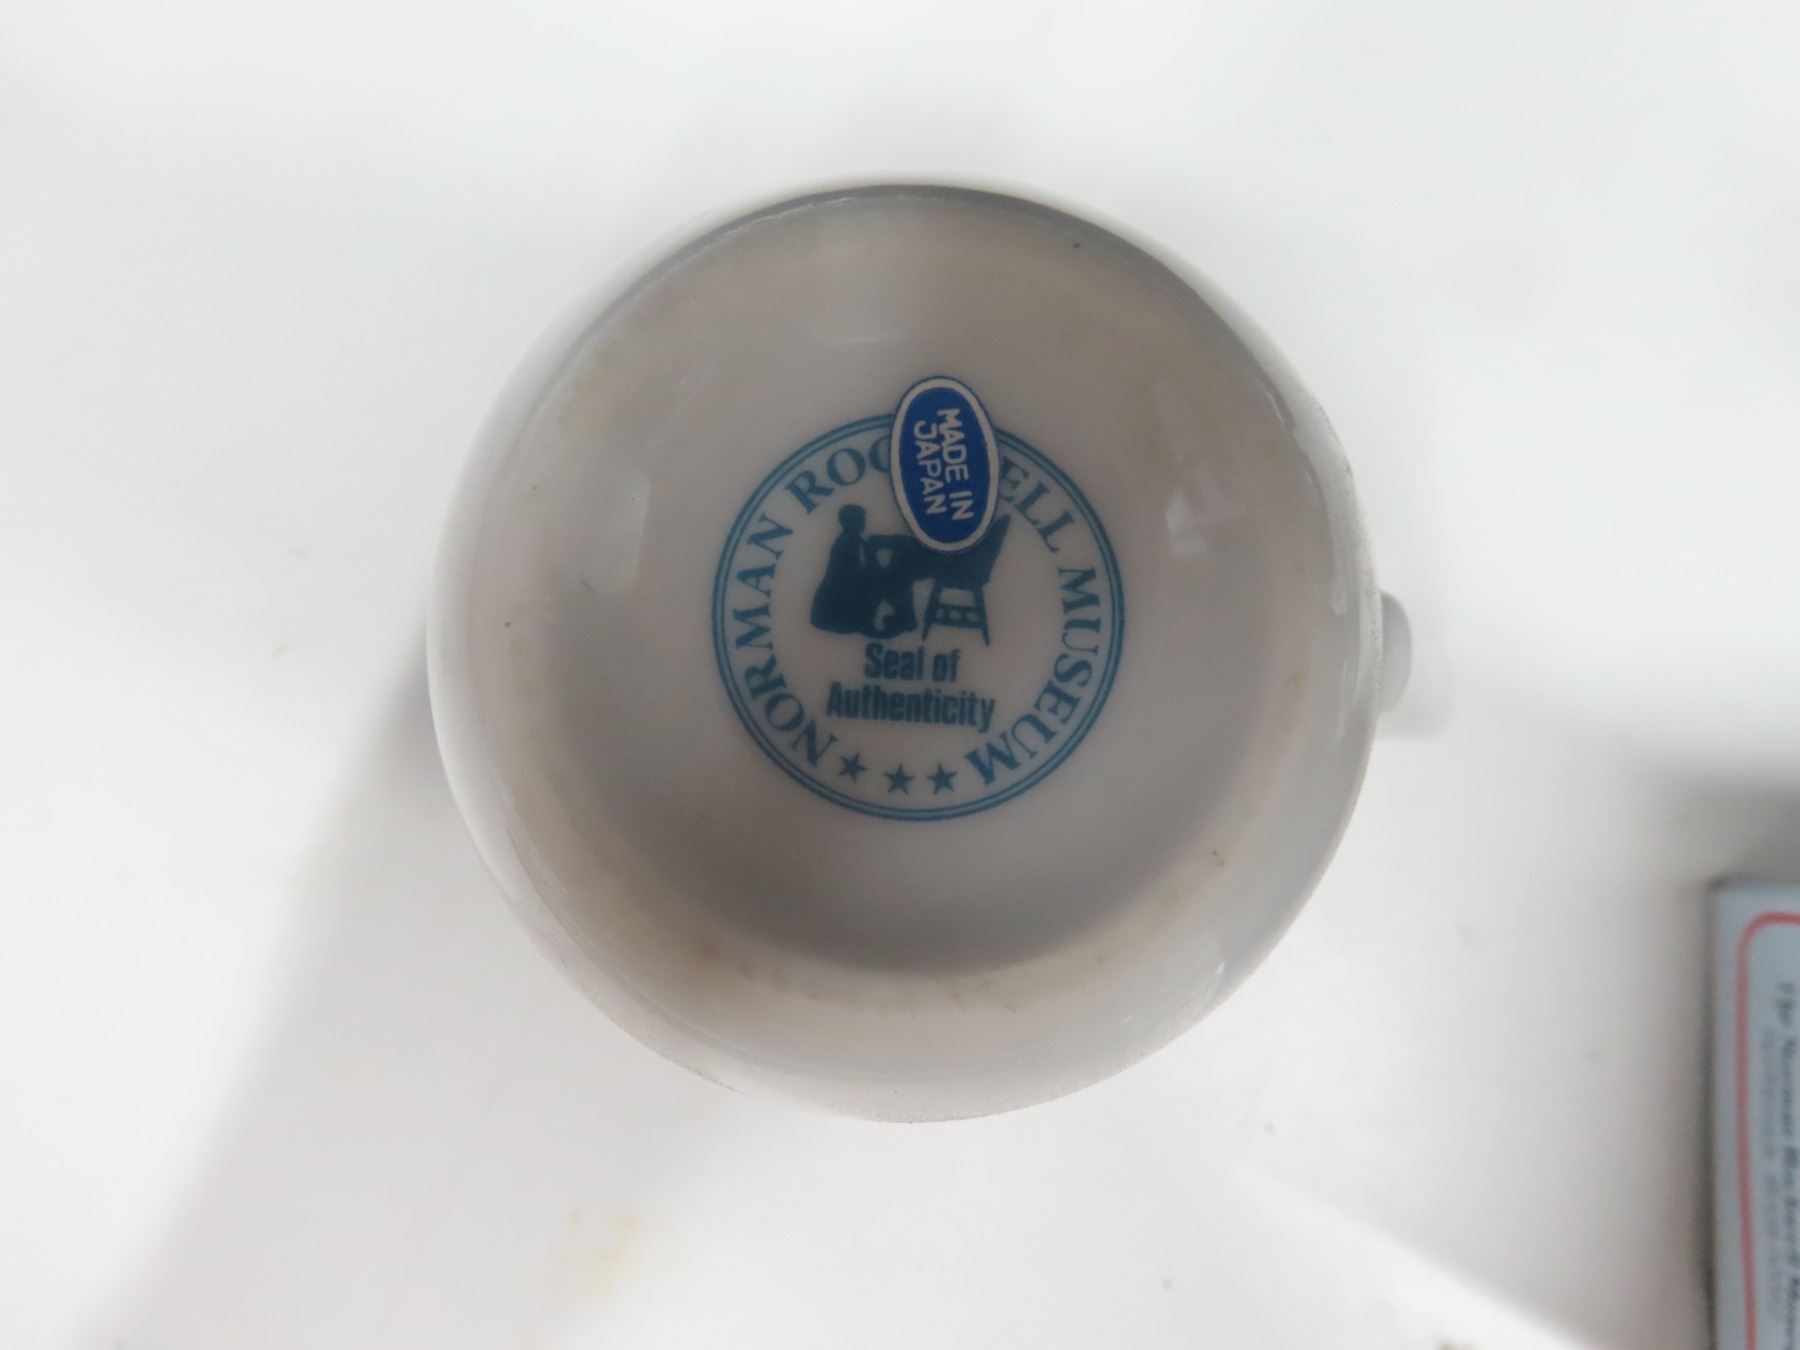 MADE IN
JAPAN
NORMAN ROC ELL MUSEUM
Seal of
Authenticity